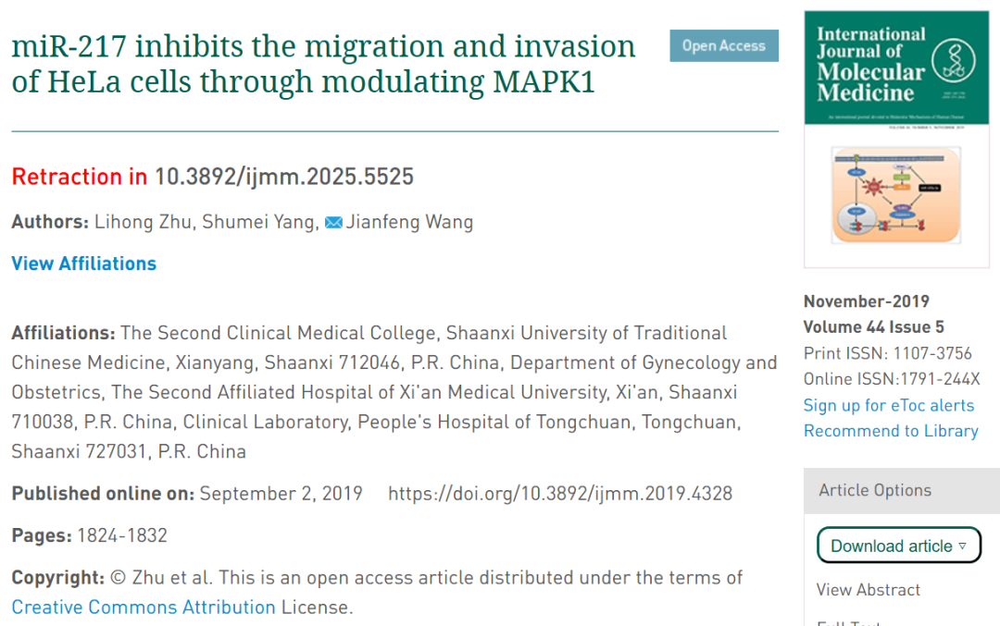 miR-217 inhibits the migration and invasion
of HeLa cells through modulating MAPK1
Open Access
Retraction in 10.3892/ijmm.2025.5525
Authors: Lihong Zhu, Shumei Yang, Jianfeng Wang
View Affiliations
Affiliations: The Second Clinical Medical College, Shaanxi University of Traditional
Chinese Medicine, Xianyang, Shaanxi 712046, P.R. China, Department of Gynecology and
Obstetrics, The Second Affiliated Hospital of Xi'an Medical University, Xi'an, Shaanxi
710038, P.R. China, Clinical Laboratory, People's Hospital of Tongchuan, Tongchuan,
Shaanxi 727031, P.R. China
Published online on: September 2, 2019 https://doi.org/10.3892/ijmm.2019.4328
Pages: 1824-1832
Copyright: © Zhu et al. This is an open access article distributed under the terms of
Creative Commons Attribution License.
International
Journal of
Molecular
Medicine
November-2019
Volume 44 Issue 5
Print ISSN: 1107-3756
Online ISSN:1791-244X
Sign up for eToc alerts
Recommend to Library
Article Options
Download article ▿
View Abstract